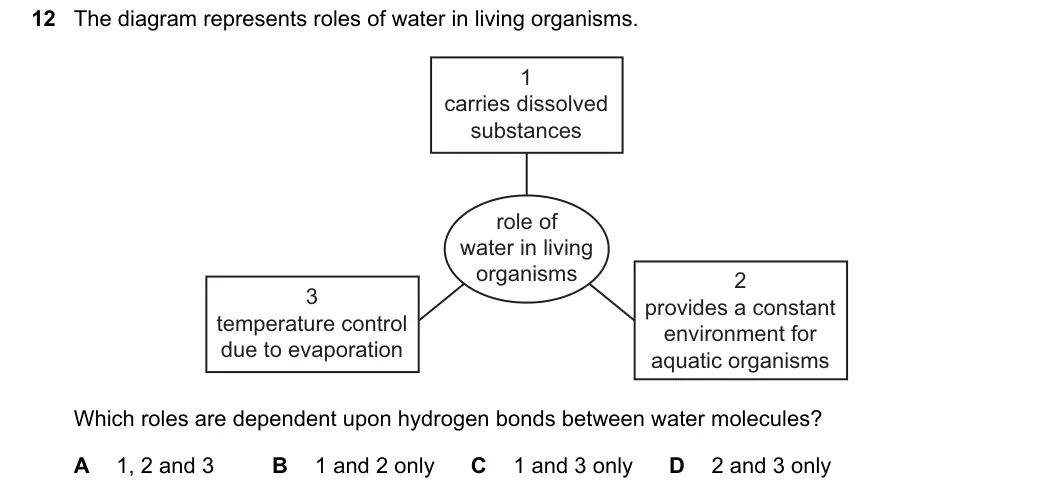 12 The diagram represents roles of water in living organisms.
1
carries dissolved
substances
role of
water in living
organisms
3
temperature control
due to evaporation
2
provides a constant
environment for
aquatic organisms
Which roles are dependent upon hydrogen bonds between water molecules?
A 1, 2 and 3 B 1 and 2 only C 1 and 3 only D 2 and 3 only